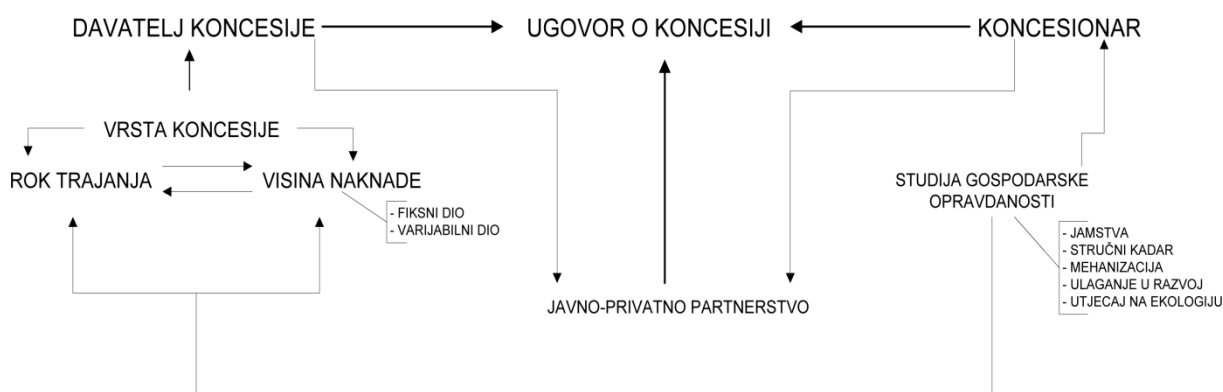 DAVATELJ KONCESIJE
UGOVOR O KONCESIJI
KONCESIONAR
VRSTA KONCESIJE
ROK TRAJANJA
VISINA NAKNADE
- FIKSNI DIO
- VARIJABILNI DIO
STUDIJA GOSPODARSKE
OPRAVDANOSTI
- JAMSTVA
- STRUČNI KADAR
- MEHANIZACIJA
- ULAGANJE U RAZVOJ
- UTJECAJ NA EKOLOGIJU
JAVNO-PRIVATNO PARTNERSTVO